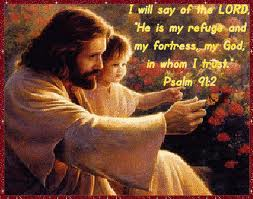 I will say of the LORD,
"He is my refuge and
my fortress, my God,
in whom I trust."
Psalm 91:2